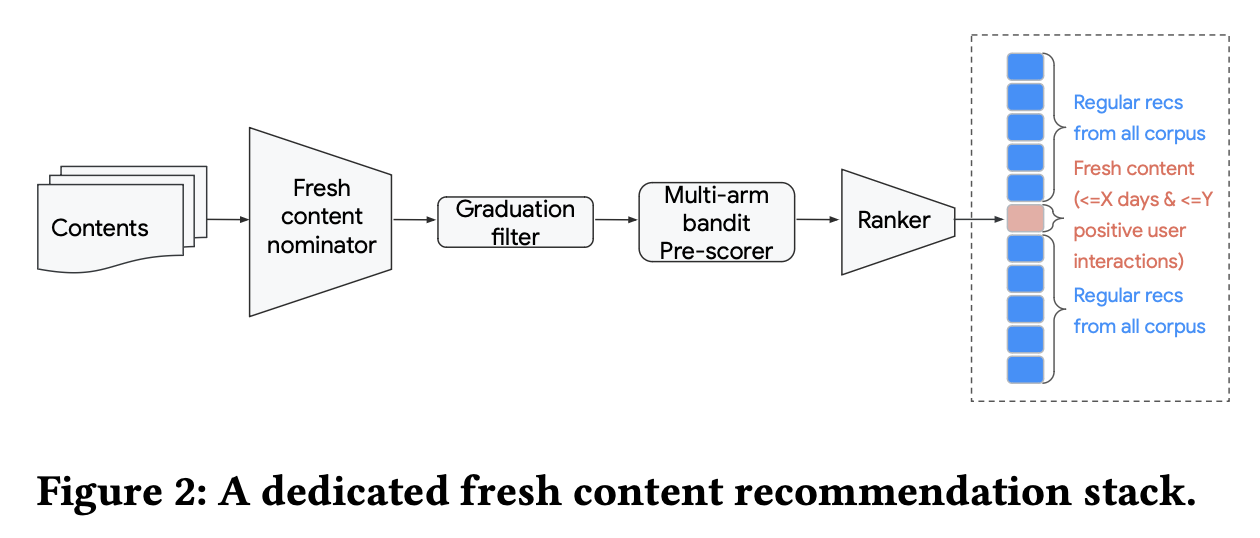 Contents
Fresh
content
nominator
Graduation
filter
Multi-arm
bandit
Pre-scorer
Ranker
Regular recs
from all corpus
Fresh content
(<=X days & <=Y
positive user
interactions)
Regular recs
from all corpus
Figure 2: A dedicated fresh content recommendation stack.